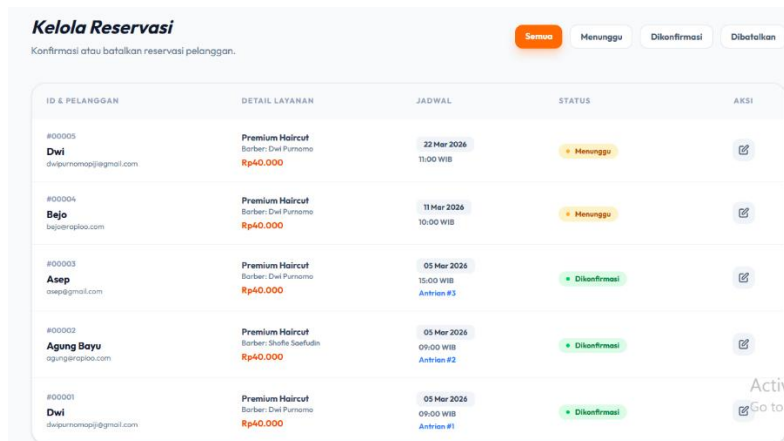 Kelola Reservasi
Konfirmasi atau batalkan reservasi pelanggan.
Semua Menunggu Dikonfirmasi Dibatalkan
ID & PELANGGAN DETAIL LAYANAN JADWAL STATUS AKSI
#00005
Dwi
dwipurnomopiji@gmail.com
Premium Haircut
Barber: Dwi Purnomo
Rp40.000
22 Mar 2026
11:00 WIB
Menunggu
#00004
Bejo
bejo@raploo.com
Premium Haircut
Barber: Dwi Purnomo
Rp40.000
11 Mar 2026
10:00 WIB
Menunggu
#00003
Asep
asep@gmail.com
Premium Haircut
Barber: Dwi Purnomo
Rp40.000
05 Mar 2026
15:00 WIB
Antrian #3
Dikonfirmasi
#00002
Agung Bayu
agung@raploo.com
Premium Haircut
Barber: Shofie Saefudin
Rp40.000
05 Mar 2026
09:00 WIB
Antrian #2
Dikonfirmasi
#00001
Dwi
dwipurnomopiji@gmail.com
Premium Haircut
Barber: Dwi Purnomo
Rp40.000
05 Mar 2026
09:00 WIB
Antrian #1
Dikonfirmasi
Activ
Go to